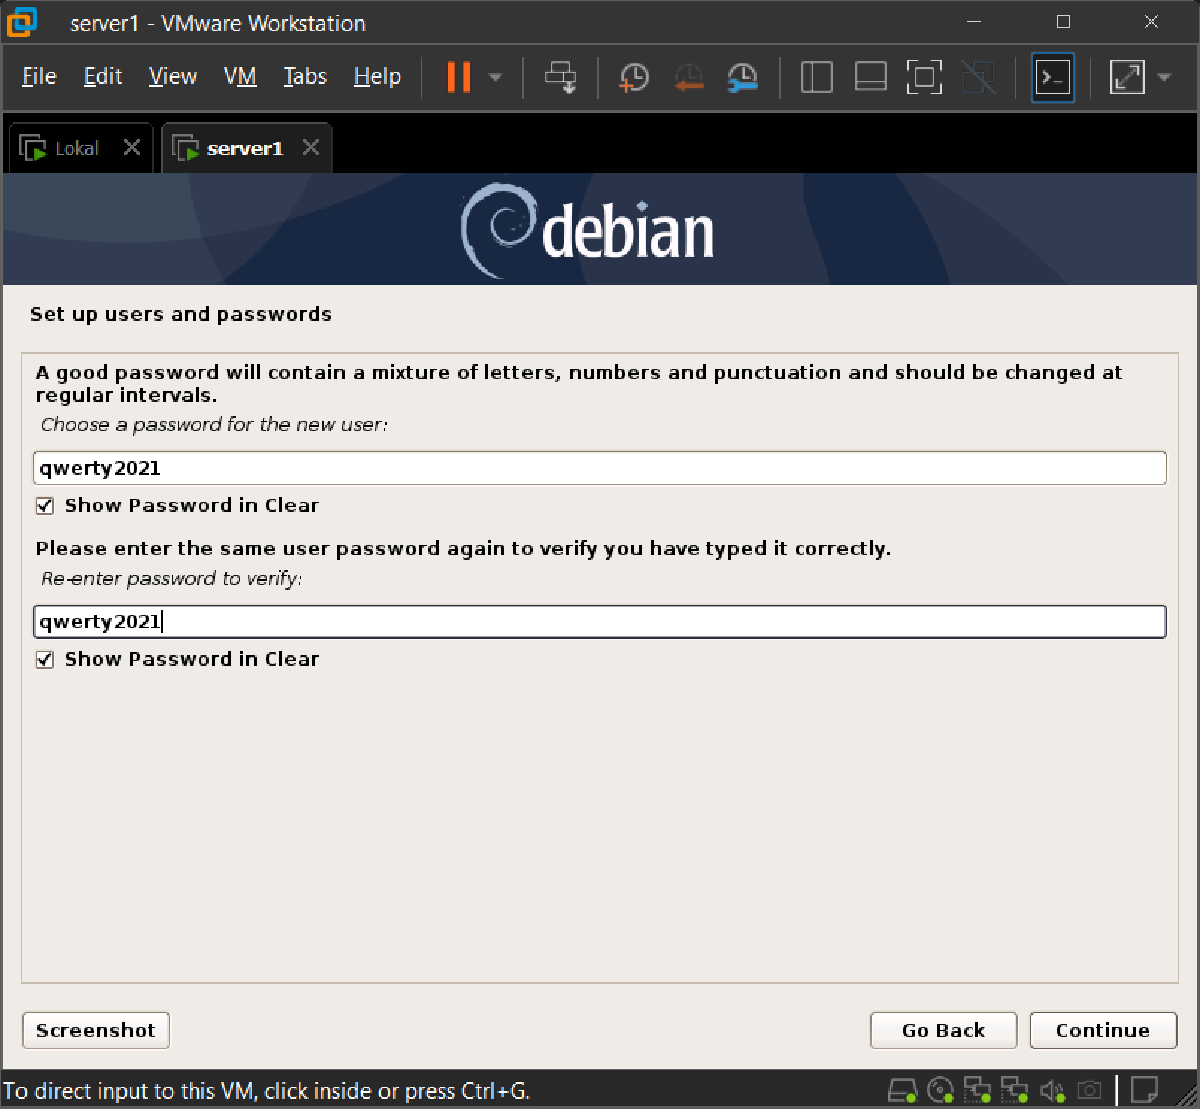 server1 - VMware Workstation
File Edit View VM Tabs Help
Lokal server1
debian
Set up users and passwords
A good password will contain a mixture of letters, numbers and punctuation and should be changed at
regular intervals.
Choose a password for the new user:
qwerty2021
Show Password in Clear
Please enter the same user password again to verify you have typed it correctly.
Re-enter password to verify:
qwerty2021
Show Password in Clear
Screenshot Go Back Continue
To direct input to this VM, click inside or press Ctrl+G.